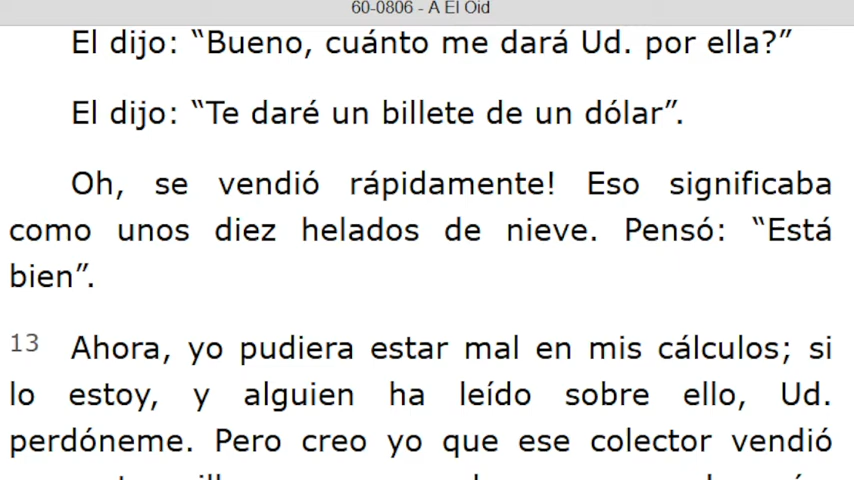 60-0806 - A El Oid
El dijo: “Bueno, cuánto me dará Ud. por ella?”
El dijo: “Te daré un billete de un dólar”.
Oh, se vendió rápidamente! Eso significaba
como unos diez helados de nieve. Pensó: “Está
bien”.
13 Ahora, yo pudiera estar mal en mis cálculos; si
lo estoy, y alguien ha leído sobre ello, Ud.
perdóneme. Pero creo yo que ese colector vendió